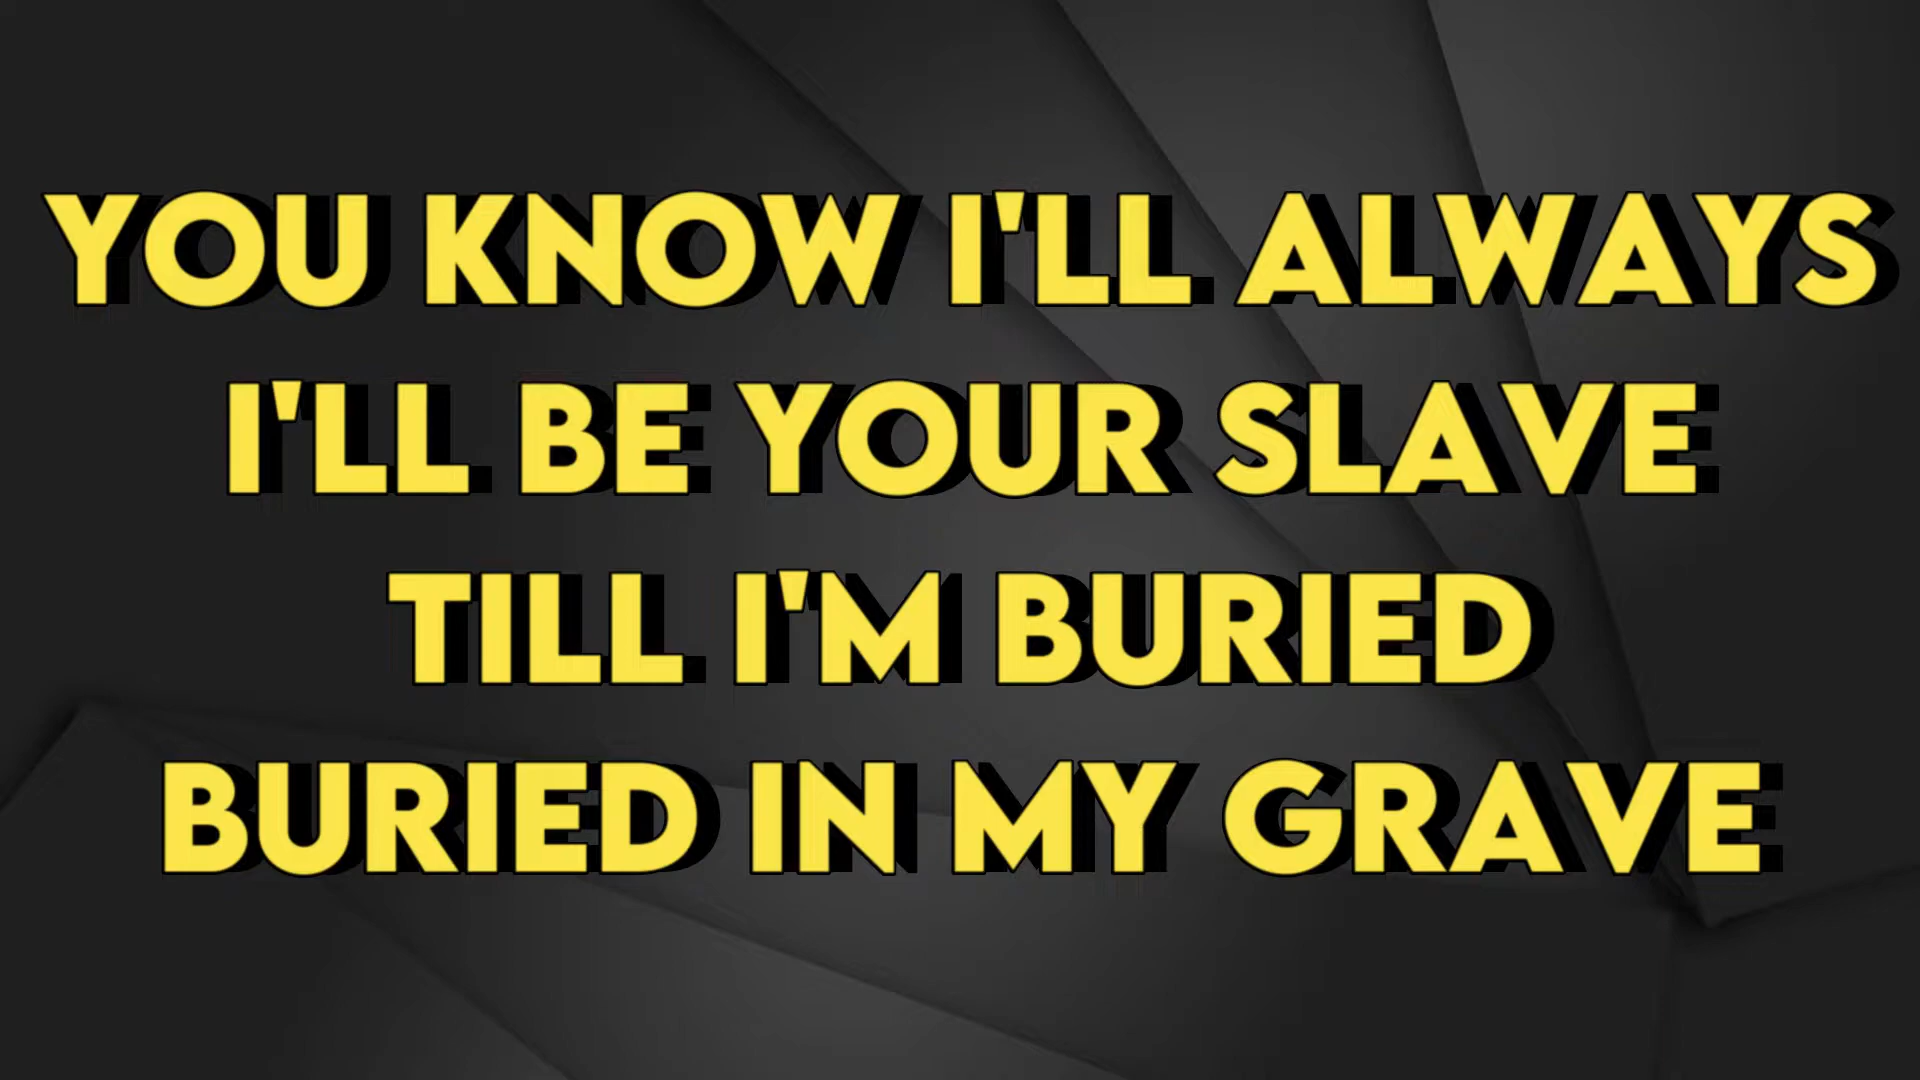 YOU KNOW I'LL ALWAYS
I'LL BE YOUR SLAVE
TILL I'M BURIED
BURIED IN MY GRAVE